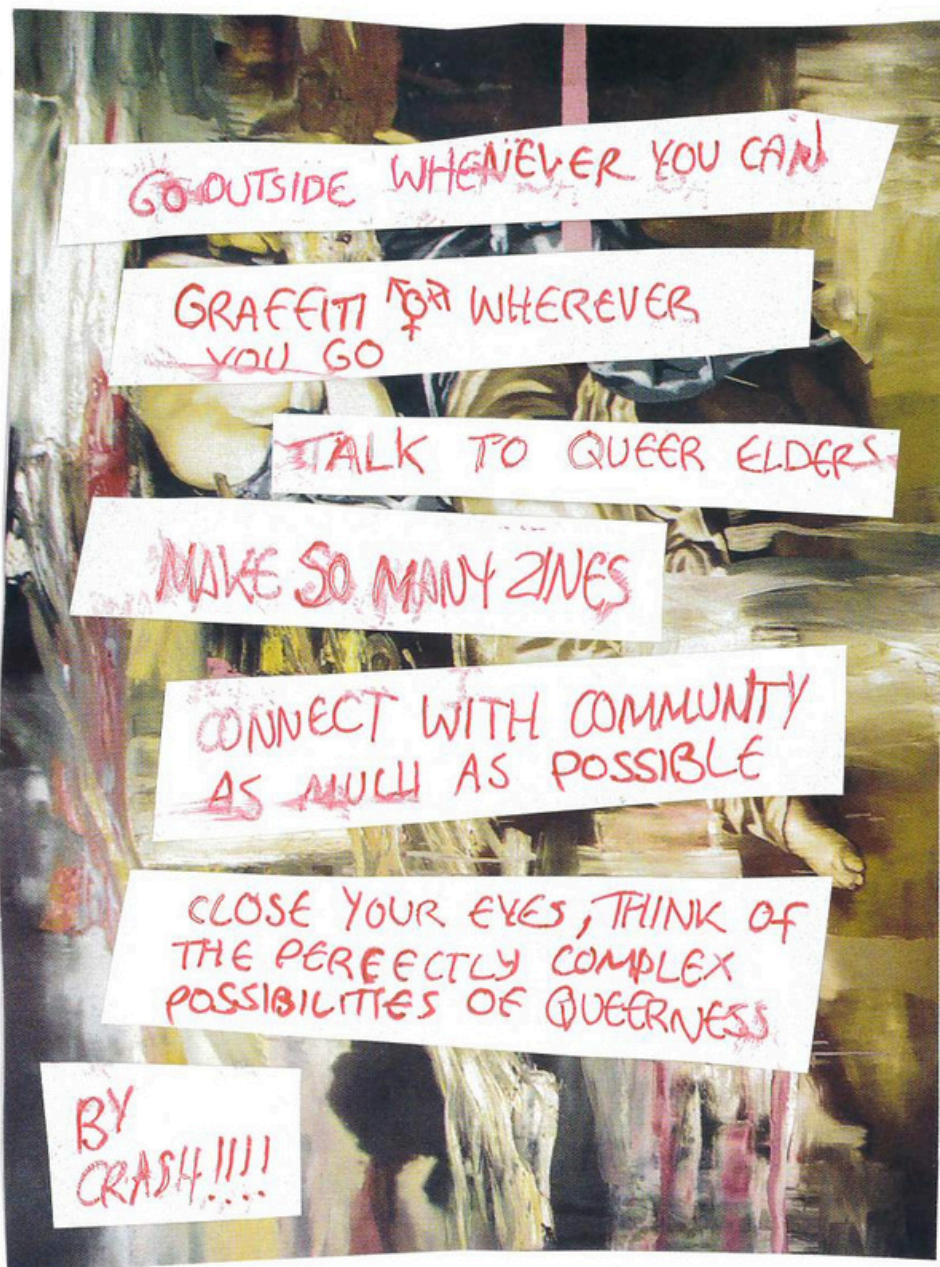 GO OUTSIDE WHENEVER YOU CAN
GRAFFITI ⚧ WHEREVER
YOU GO
TALK TO QUEER ELDERS
MAKE SO MANY ZINES
CONNECT WITH COMMUNITY
AS MUCH AS POSSIBLE
CLOSE YOUR EYES, THINK OF
THE PERFECTLY COMPLEX
POSSIBILITIES OF QUEERNESS
BY
CRASH!!!!